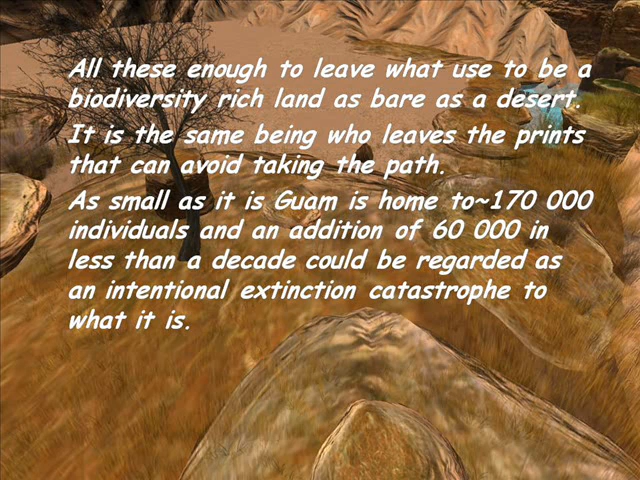 All these enough to leave what use to be a
biodiversity rich land as bare as a desert.
It is the same being who leaves the prints
that can avoid taking the path.
As small as it is Guam is home to~170 000
individuals and an addition of 60 000 in
less than a decade could be regarded as
an intentional extinction catastrophe to
what it is.